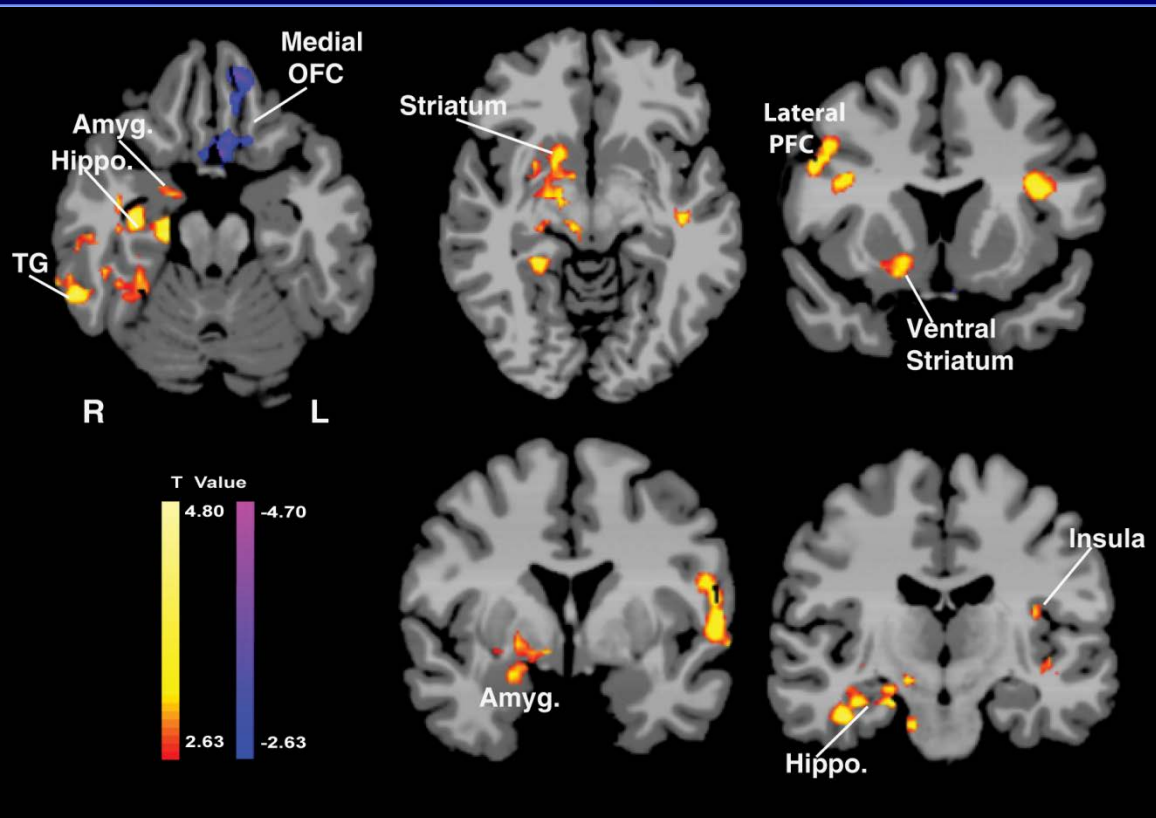 Medial
OFC
Amyg.
Hippo.
TG
R
L
Striatum
Lateral
PFC
Ventral
Striatum
T Value
4.80
-4.70
2.63
-2.63
Amyg.
Insula
Hippo.